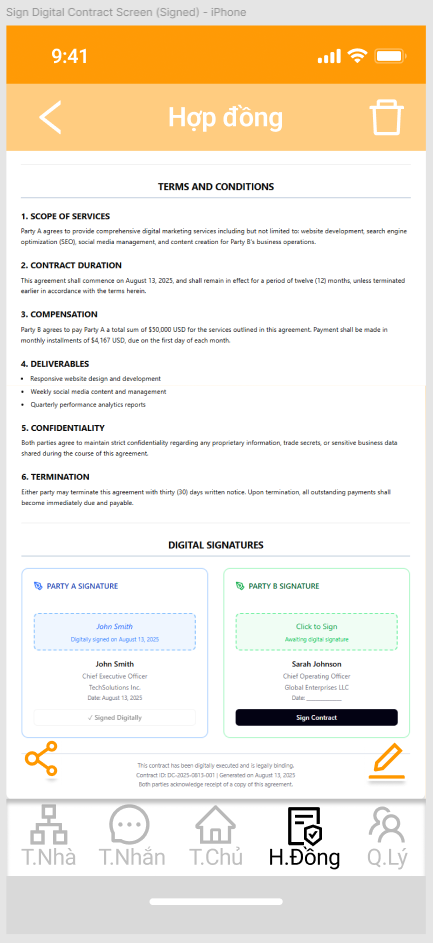 Sign Digital Contract Screen (Signed) - iPhone
9:41
Hợp đồng
TERMS AND CONDITIONS
1. SCOPE OF SERVICES
Party A agrees to provide comprehensive digital marketing services including but not limited to: website development, search engine
optimization (SEO), social media management, and content creation for Party B's business operations.
2. CONTRACT DURATION
This agreement shall commence on August 13, 2025, and shall remain in effect for a period of twelve (12) months, unless terminated
earlier in accordance with the terms herein.
3. COMPENSATION
Party B agrees to pay Party A a total sum of $50,000 USD for the services outlined in this agreement. Payment shall be made in
monthly installments of $4,167 USD, due on the first day of each month.
4. DELIVERABLES
• Responsive website design and development
• Weekly social media content and management
• Quarterly performance analytics reports
5. CONFIDENTIALITY
Both parties agree to maintain strict confidentiality regarding any proprietary information, trade secrets, or sensitive business data
shared during the course of this agreement.
6. TERMINATION
Either party may terminate this agreement with thirty (30) days written notice. Upon termination, all outstanding payments shall
become immediately due and payable.
DIGITAL SIGNATURES
PARTY A SIGNATURE
John Smith
Digitally signed on August 13, 2025
John Smith
Chief Executive Officer
TechSolutions Inc.
Date: August 13, 2025
✓ Signed Digitally
PARTY B SIGNATURE
Click to Sign
Awaiting digital signature
Sarah Johnson
Chief Operating Officer
Global Enterprises LLC
Date: _______________
Sign Contract
This contract has been digitally executed and is legally binding.
Contract ID: DC-2025-0813-001 | Generated on August 13, 2025
Both parties acknowledge receipt of a copy of this agreement.
T.Nhà
T.Nhắn
T.Chủ
H.Đồng
Q.Lý